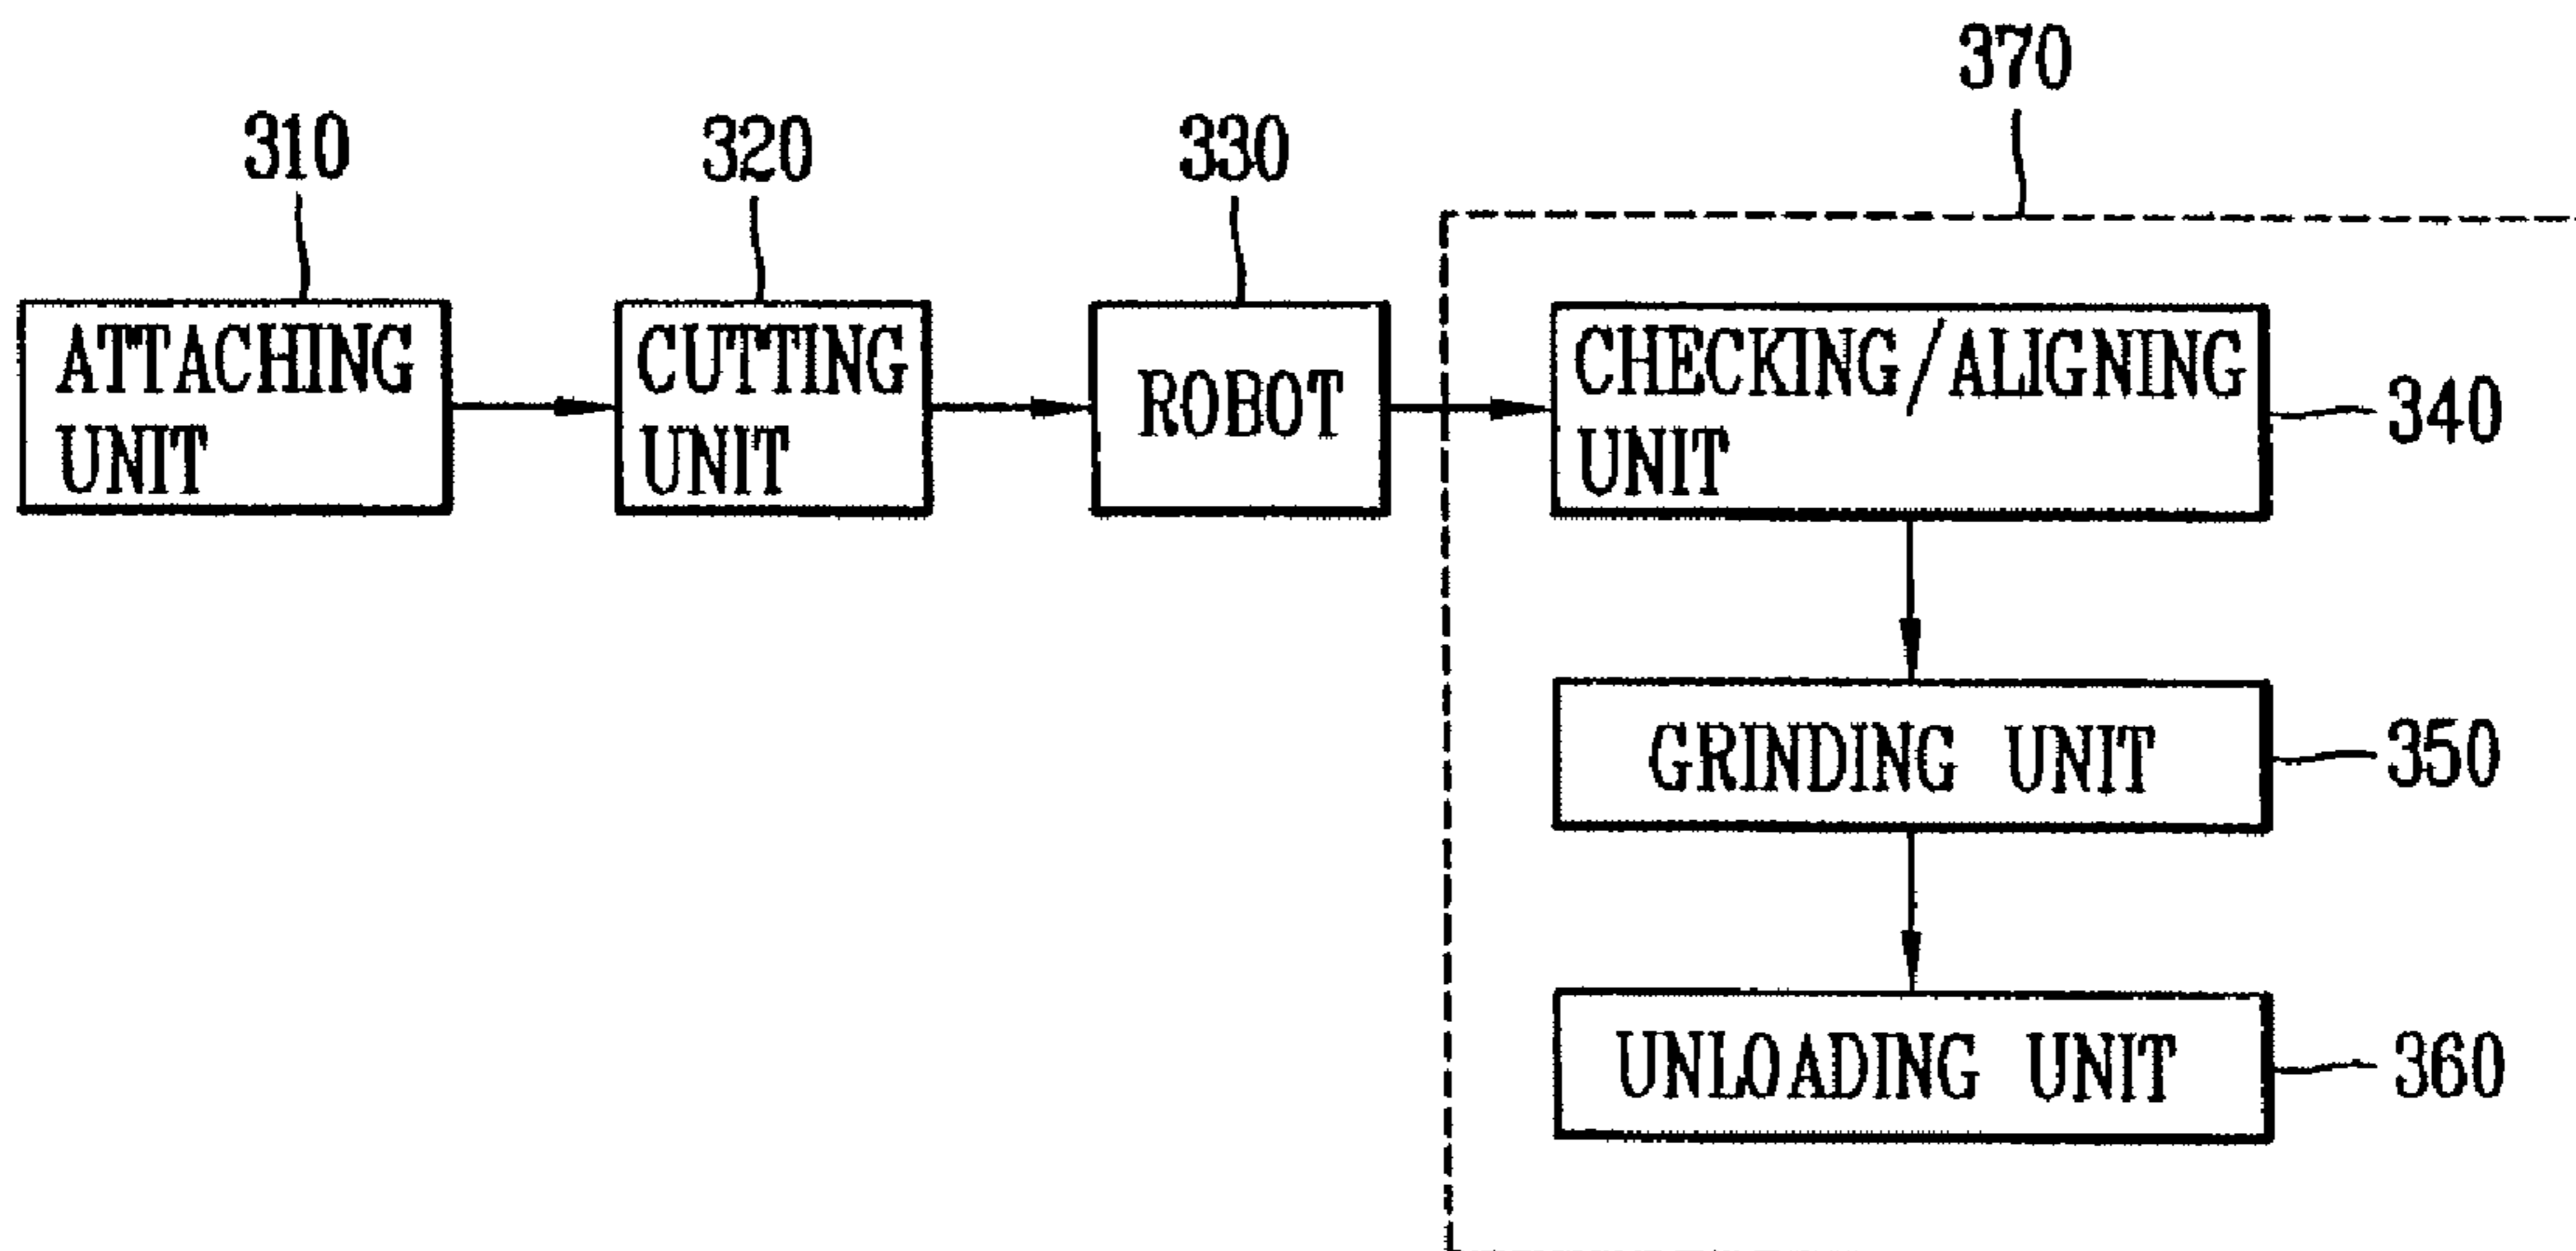 370
310
320
330
ATTACHING
UNIT
CUTTING
UNIT
ROBOT
CHECKING/ALIGNING
UNIT
340
GRINDING UNIT
350
UNLOADING UNIT
360